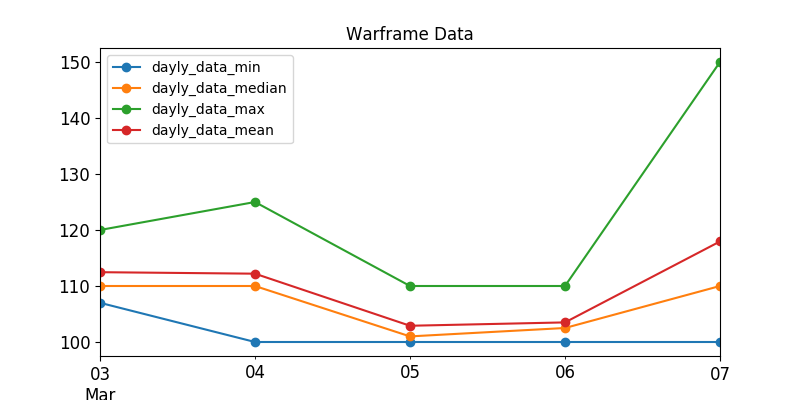 Warframe Data
150
140
130
120
110
100
dayly_data_min
dayly_data_median
dayly_data_max
dayly_data_mean
03 04 05 06 07
Mar